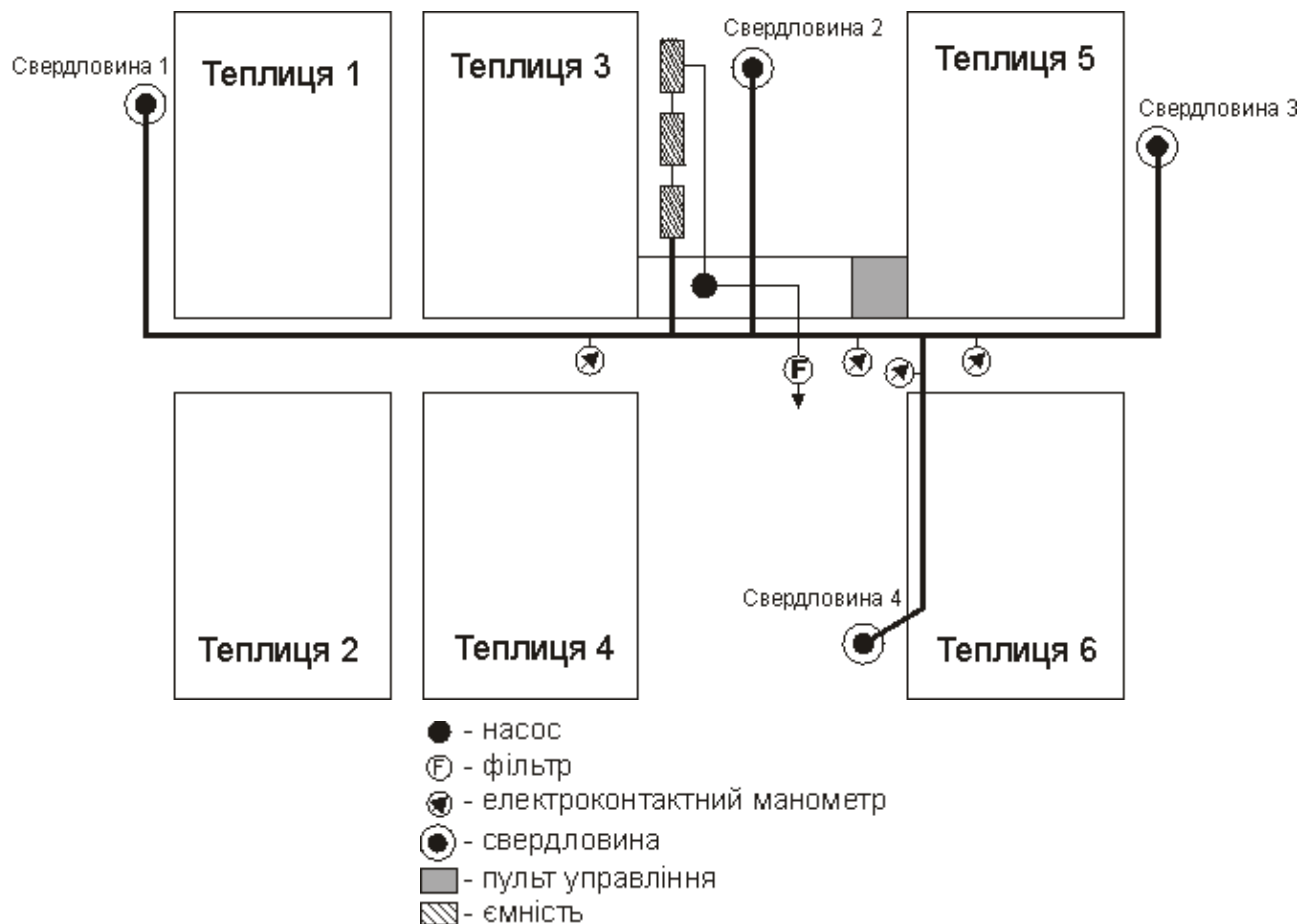 Свердловина 1
Теплиця 1
Теплиця 3
Свердловина 2
Теплиця 5
Свердловина 3
F
Свердловина 4
Теплиця 2
Теплиця 4
Теплиця 6
- насос
F - фільтр
- електроконтактний манометр
- свердловина
- пульт управління
- ємність